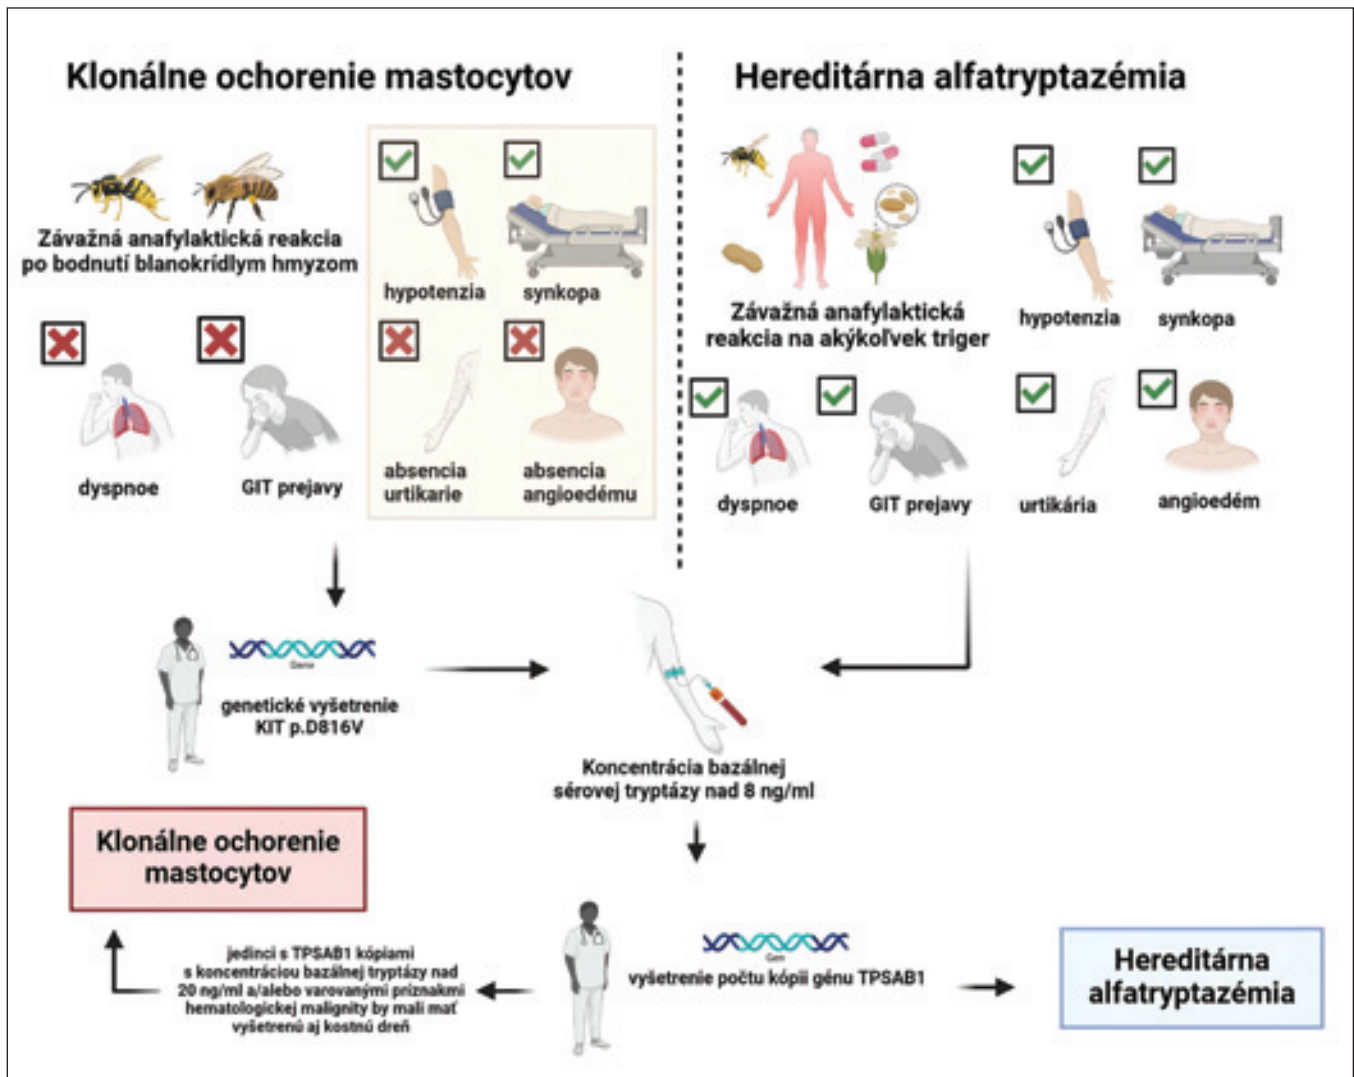 Klonálne ochorenie mastocytov
Závažná anafylaktická reakcia
po bodnutí blanokrídlym hmyzom
hypotenzia
synkopa
dyspnoe
GIT prejavy
absencia
urtikarie
absencia
angioedému
Hereditárna alfatryptazémia
Závažná anafylaktická
reakcia na akýkoľvek triger
hypotenzia
synkopa
dyspnoe
GIT prejavy
urtikária
angioedém
Gene
genetické vyšetrenie
KIT p.D816V
Koncentrácia bazálnej
sérovej tryptázy nad 8 ng/ml
Klonálne ochorenie
mastocytov
jedinci s TPSAB1 kópiami
s koncentráciou bazálnej tryptázy nad
20 ng/ml a/alebo varovanými príznakmi
hematologickej malignity by mali mať
vyšetrenú aj kostnú dreň
Gen
vyšetrenie počtu kópii génu TPSAB1
Hereditárna
alfatryptazémia